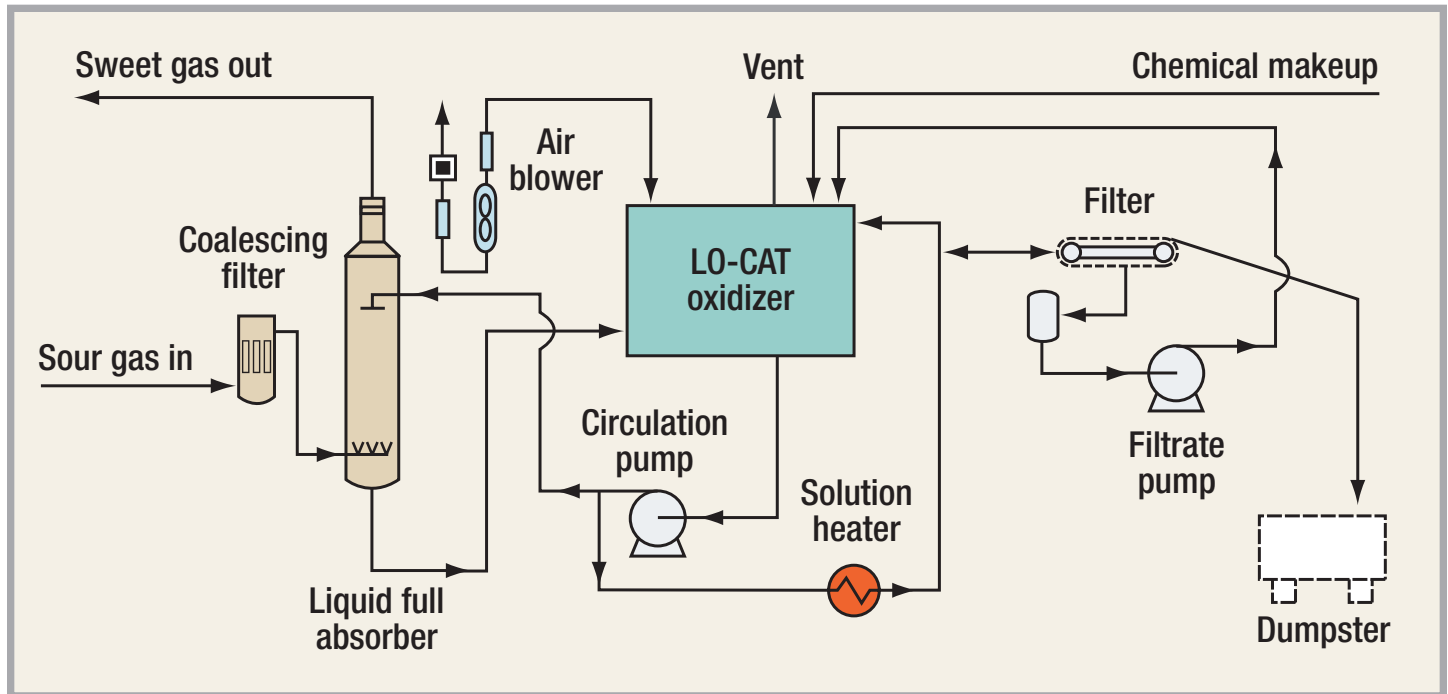 Sweet gas out
Vent
Chemical makeup
Air
blower
Filter
Coalescing
filter
LO-CAT
oxidizer
Sour gas in
Circulation
pump
Filtrate
pump
Solution
heater
Liquid full
absorber
Dumpster